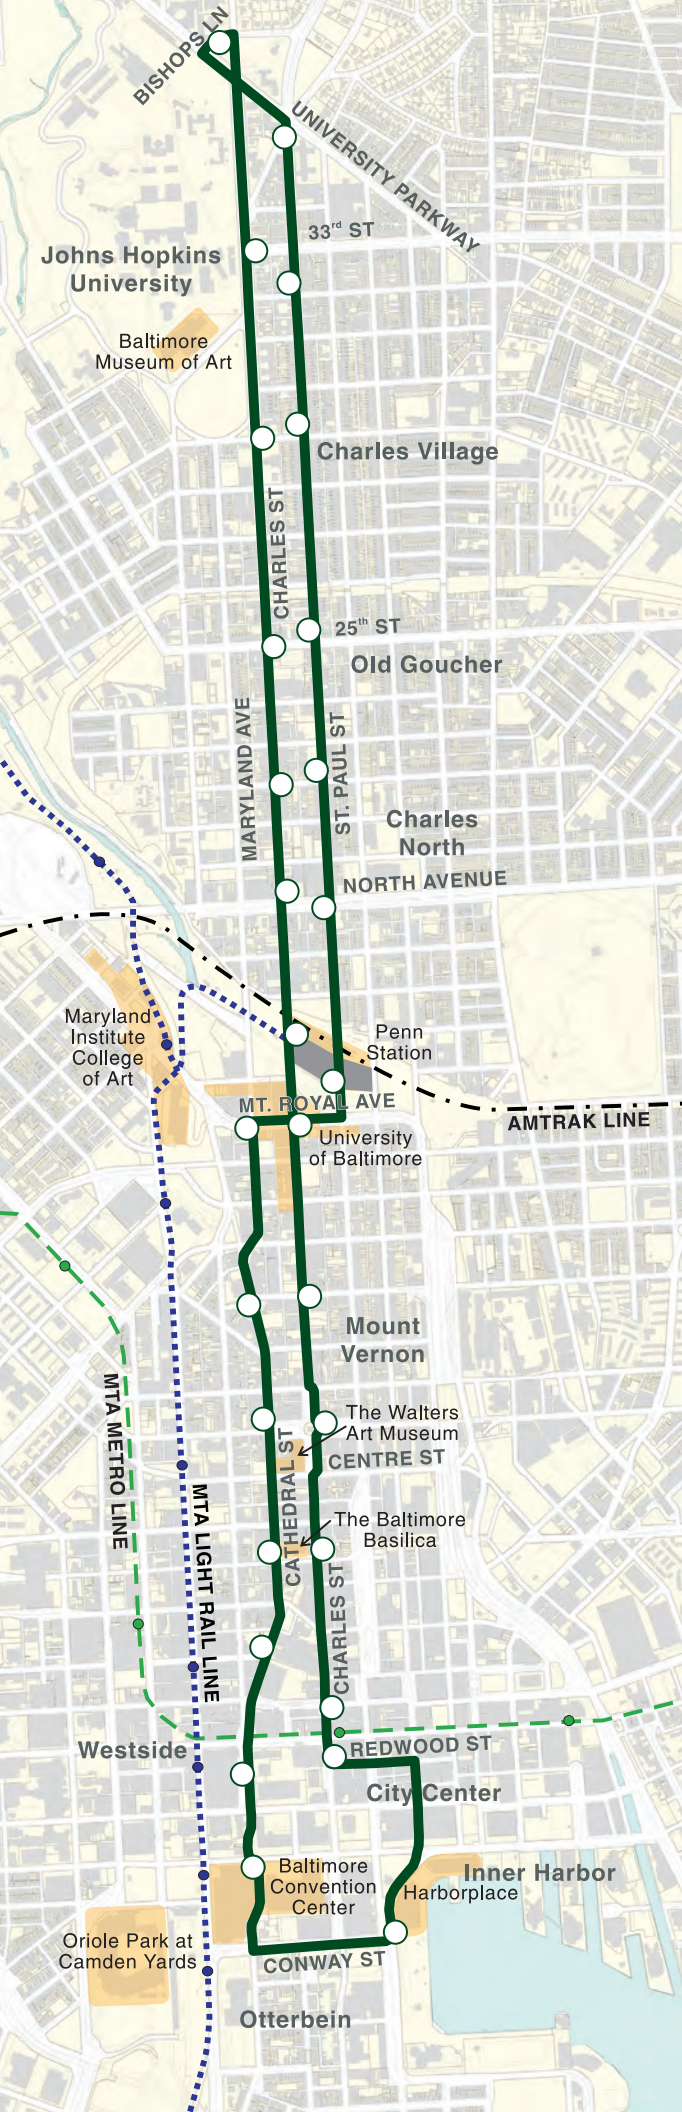 BISHOPS LN
UNIVERSITY PARKWAY
33rd ST
Johns Hopkins
University
Baltimore
Museum of Art
Charles Village
CHARLES ST
25th ST
Old Goucher
MARYLAND AVE
ST. PAUL ST
Charles
North
NORTH AVENUE
Maryland
Institute
College
of Art
Penn
Station
MT. ROYAL AVE
AMTRAK LINE
University
of Baltimore
Mount
Vernon
MTA METRO LINE
The Walters
Art Museum
CENTRE ST
CATHEDRAL ST
MTA LIGHT RAIL LINE
The Baltimore
Basilica
CHARLES ST
Westside
REDWOOD ST
City Center
Baltimore
Convention
Center
Inner Harbor
Harborplace
Oriole Park at
Camden Yards
CONWAY ST
Otterbein